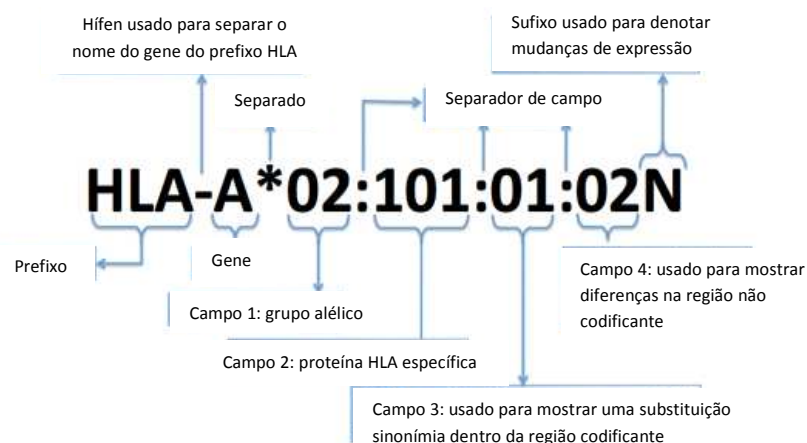 Hífen usado para separar o
nome do gene do prefixo HLA
Sufixo usado para denotar
mudanças de expressão
Separado
Separador de campo
HLA-A*02:101:01:02N
Prefixo
Gene
Campo 1: grupo alélico
Campo 2: proteína HLA específica
Campo 4: usado para mostrar
diferenças na região não
codificante
Campo 3: usado para mostrar uma substituição
sinonímia dentro da região codificante